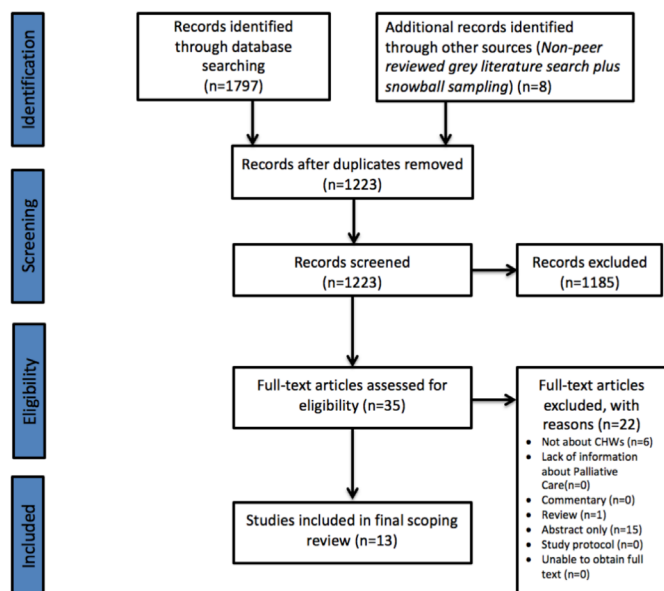 Identification
Records identified
through database
searching
(n=1797)
Additional records identified
through other sources (Non-peer
reviewed grey literature search plus
snowball sampling) (n=8)
Records after duplicates removed
(n=1223)
Screening
Records screened
(n=1223)
Records excluded
(n=1185)
Eligibility
Full-text articles assessed for
eligibility (n=35)
Full-text articles
excluded, with
reasons (n=22)
• Not about CHWs (n=6)
• Lack of information
about Palliative
Care(n=0)
• Commentary (n=0)
• Review (n=1)
• Abstract only (n=15)
• Study protocol (n=0)
• Unable to obtain full
text (n=0)
Included
Studies included in final scoping
review (n=13)